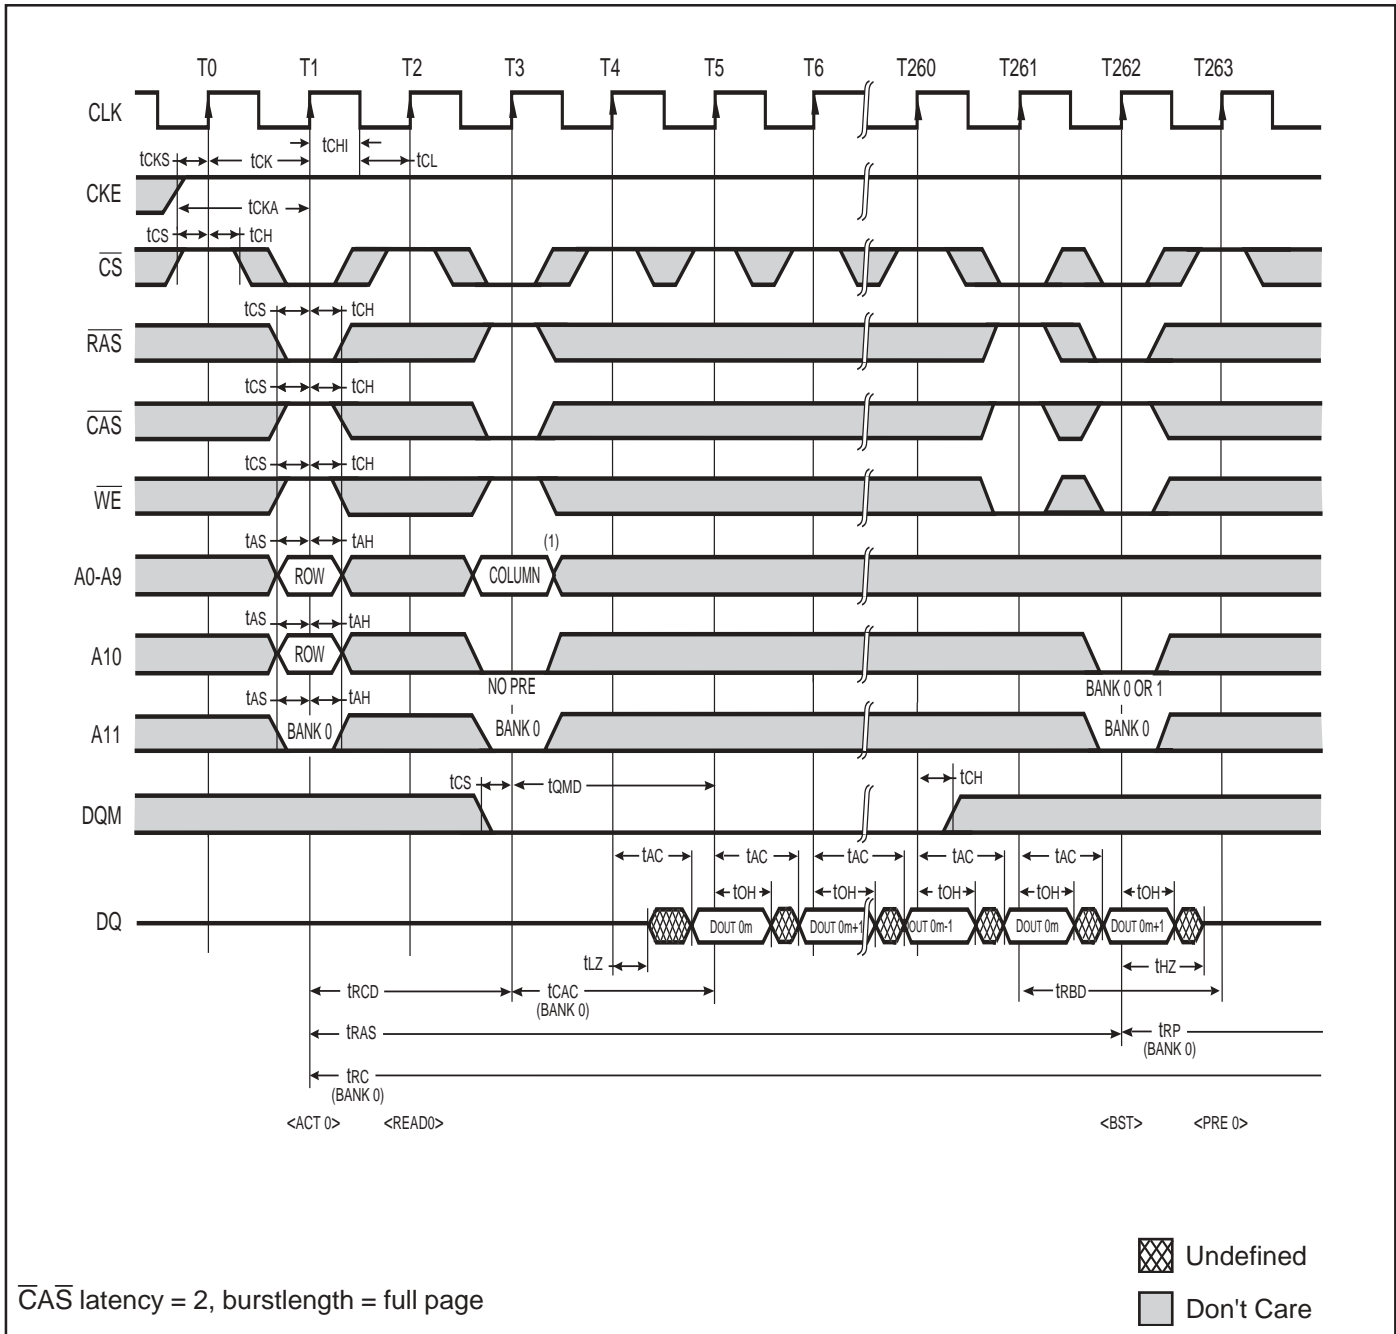 T0 T1 T2 T3 T4 T5 T6 T260 T261 T262 T263
CLK
tCHI
tCKS tCK tCL
CKE
tCKA
tCS tCH
CS
tCS tCH
RAS
tCS tCH
CAS
tCS tCH
WE
tAS tAH (1)
A0-A9 ROW COLUMN
tAS tAH
A10 ROW
NO PRE BANK 0 OR 1
tAS tAH
A11 BANK 0 BANK 0 BANK 0
tCS tQMD tCH
DQM
tAC tAC tAC tAC tAC
tOH tOH tOH tOH tOH
DQ DOUT 0m DOUT 0m+1 OUT 0m-1 DOUT 0m DOUT 0m+1
tLZ tHZ
tRCD tCAC tRBD
(BANK 0)
tRAS tRP
(BANK 0)
tRC
(BANK 0)
<ACT 0> <READ0> <BST> <PRE 0>
Undefined
CAS latency = 2, burstlength = full page
Don't Care